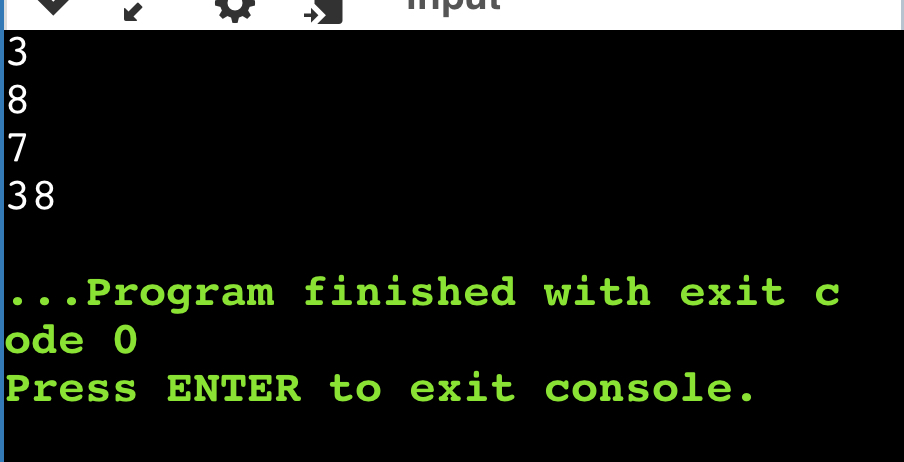 input
3
8
7
38
...Program finished with exit c
ode 0
Press ENTER to exit console.